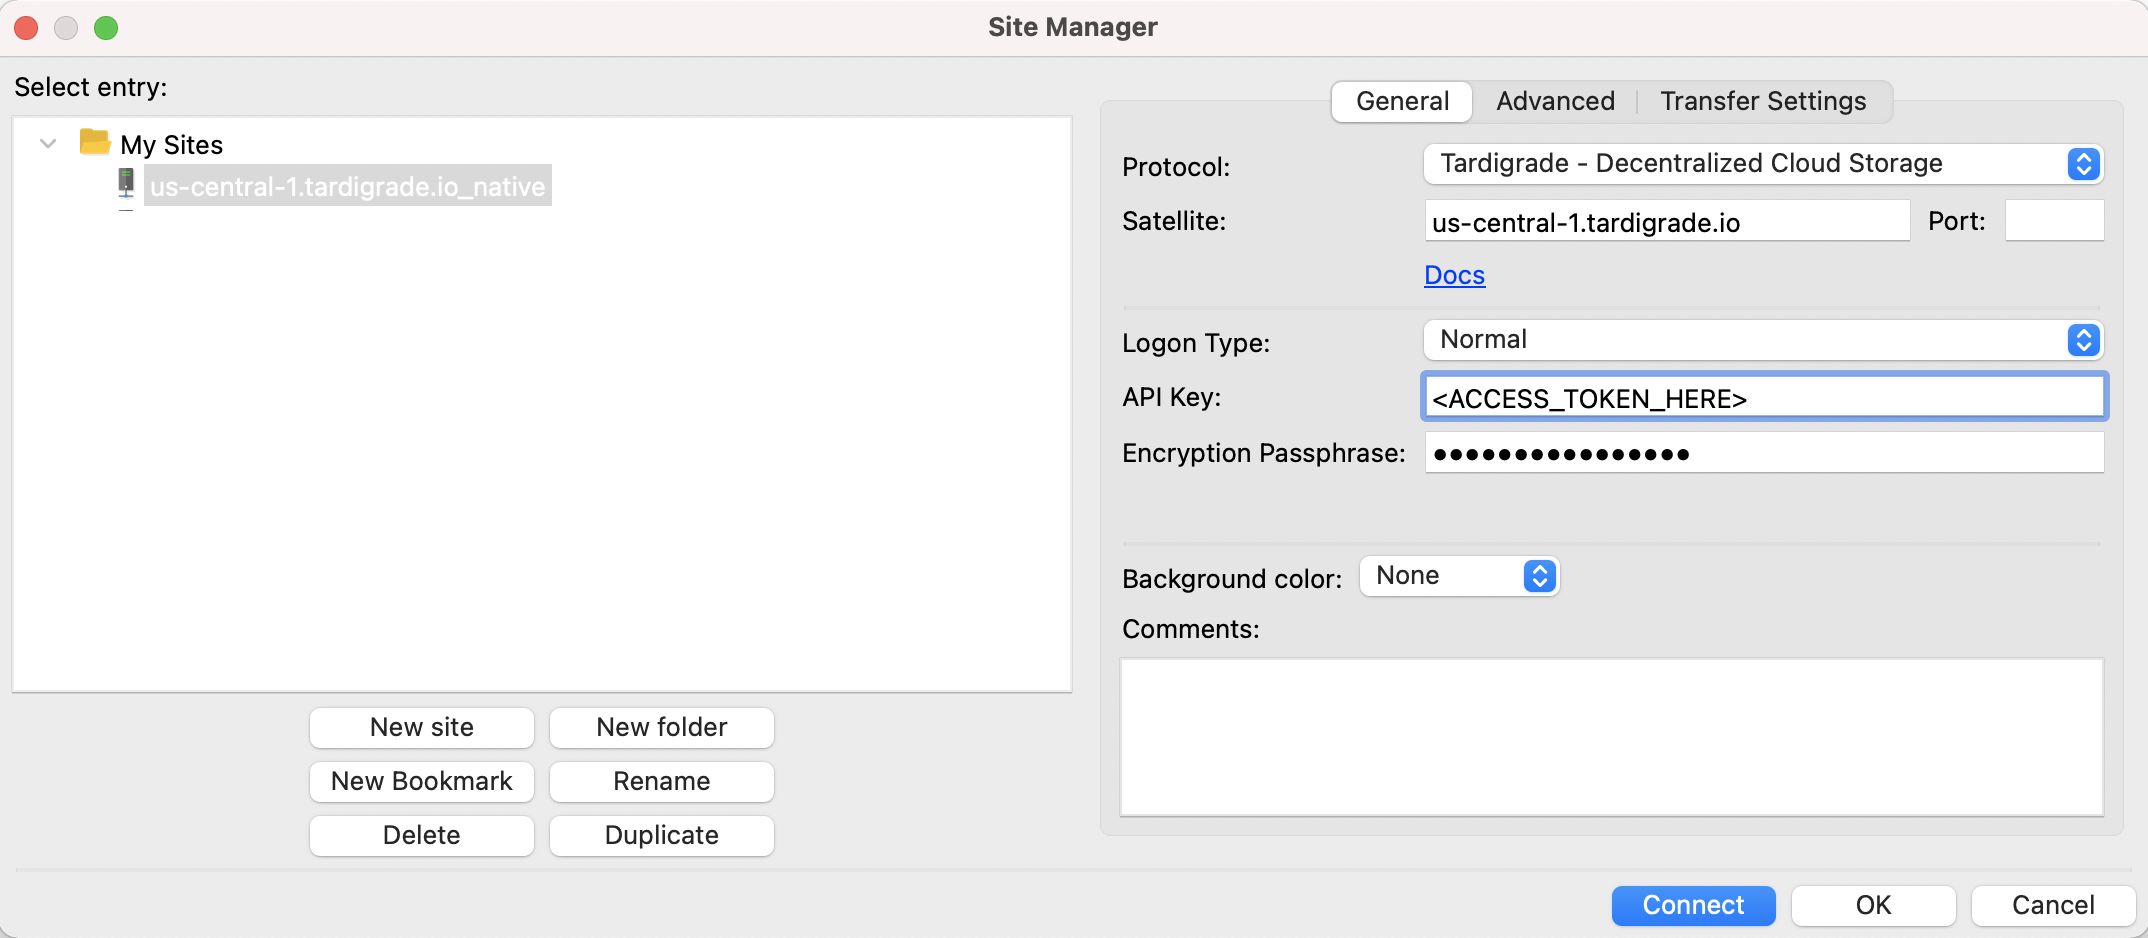 Site Manager
Select entry:
My Sites
us-central-1.tardigrade.io_native
New site
New folder
New Bookmark
Rename
Delete
Duplicate
General
Advanced
Transfer Settings
Protocol: Tardigrade - Decentralized Cloud Storage
Satellite: us-central-1.tardigrade.io Port:
Docs
Logon Type: Normal
API Key: <ACCESS_TOKEN_HERE>
Encryption Passphrase: ●●●●●●●●●●●●●●●●
Background color: None
Comments:
Connect
OK
Cancel